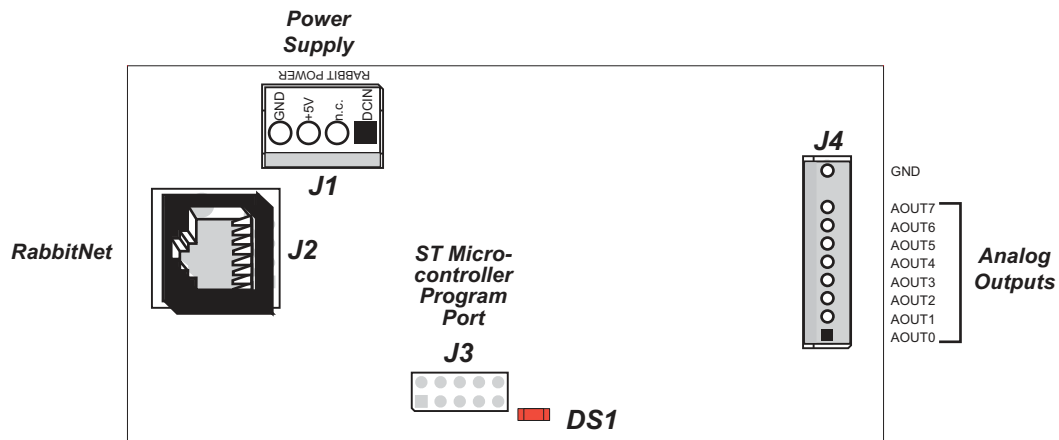 Power
Supply
RABBIT POWER
GND
+5V
n.c.
DCIN
J1
RabbitNet
J2
ST Micro-
controller
Program
Port
J3
DS1
J4
GND
AOUT7
AOUT6
AOUT5
AOUT4
AOUT3
AOUT2
AOUT1
AOUT0
Analog
Outputs